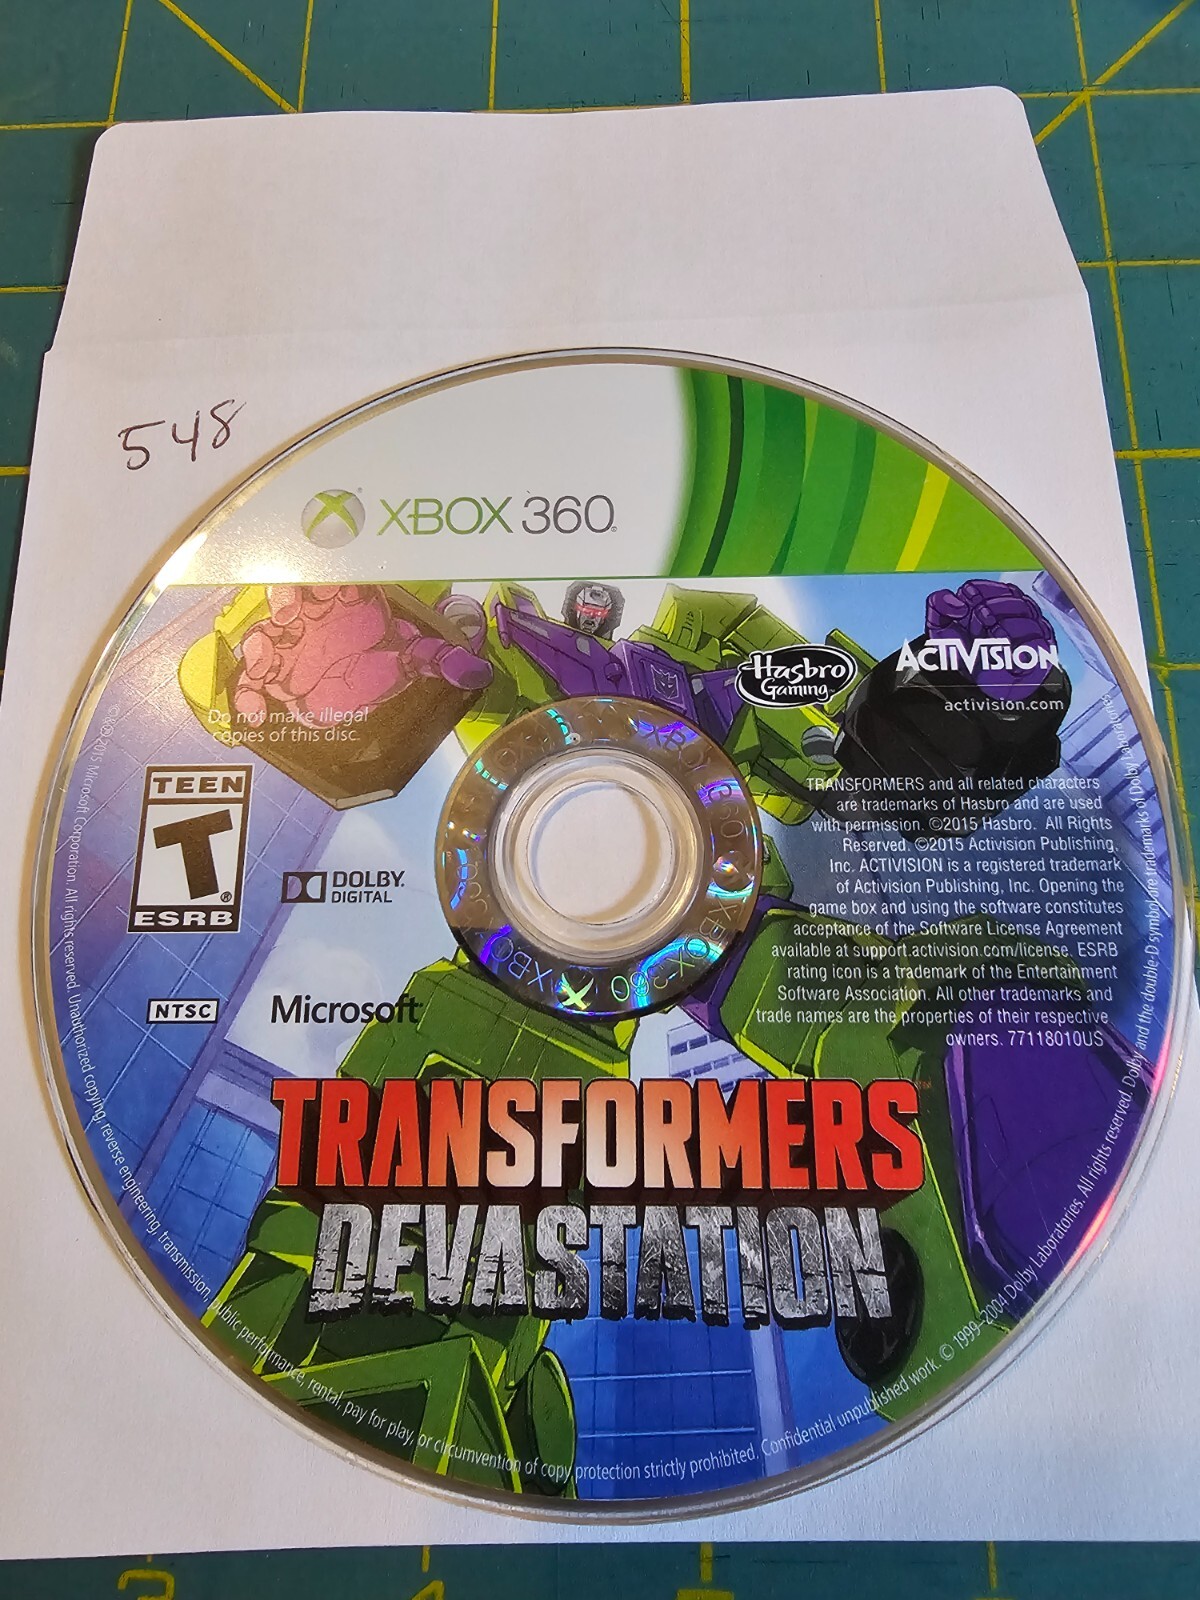 548
XBOX 360
Hasbro
Gaming
ACTIVISION
activision.com
Do not make illegal
copies of this disc.
TEEN
T
ESRB
DOLBY
DIGITAL
NTSC
Microsoft
TRANSFORMERS and all related characters
are trademarks of Hasbro and are used
with permission. ©2015 Hasbro. All Rights
Reserved. ©2015 Activision Publishing,
Inc. ACTIVISION is a registered trademark
of Activision Publishing, Inc. Opening the
game box and using the software constitutes
acceptance of the Software License Agreement
available at support.activision.com/license. ESRB
rating icon is a trademark of the Entertainment
Software Association. All other trademarks and
trade names are the properties of their respective
owners. 77118010US
TRANSFORMERS
DEVASTATION
©&℗2015 Microsoft Corporation. All rights reserved. Unauthorized copying, reverse engineering, transmission, public performance, rental, pay for play, or circumvention of copy protection strictly prohibited. Confidential unpublished work. © 1999–2004 Dolby Laboratories. All rights reserved. Dolby and the double-D symbol are trademarks of Dolby Laboratories.
3
4
5